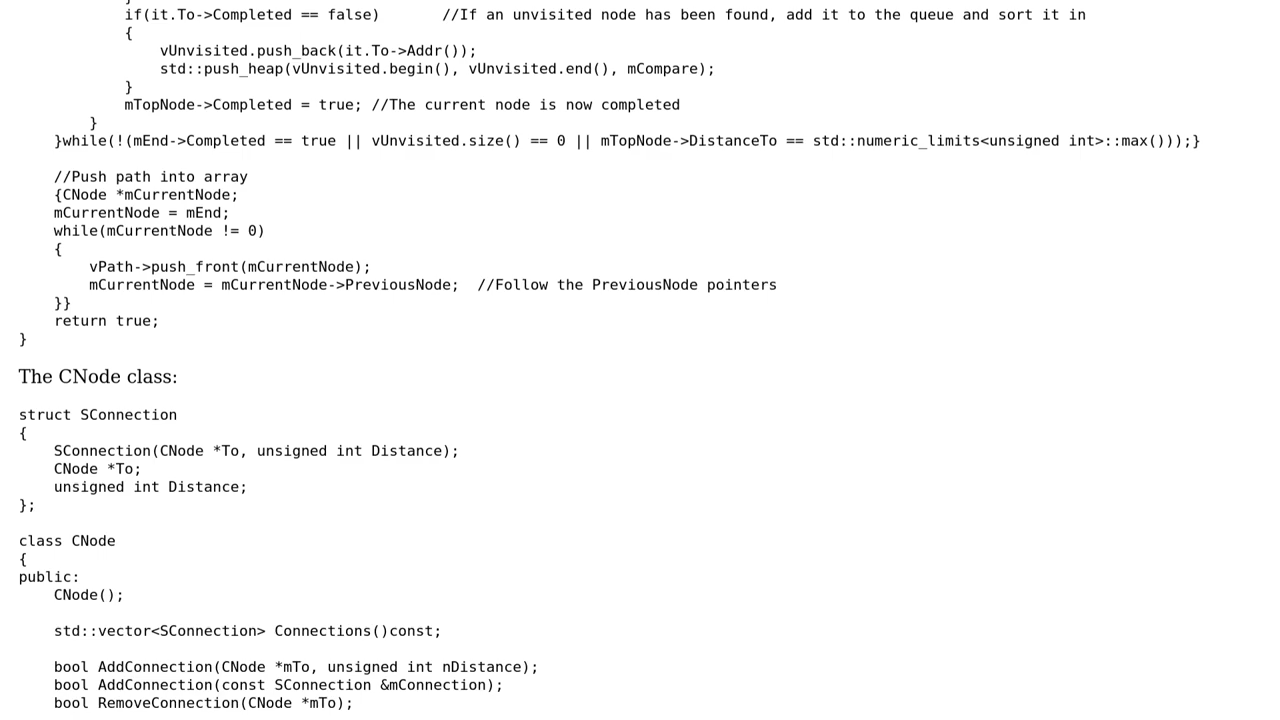 if(it.To->Completed == false)       //If an unvisited node has been found, add it to the queue and sort it in
{
vUnvisited.push_back(it.To->Addr());
std::push_heap(vUnvisited.begin(), vUnvisited.end(), mCompare);
}
mTopNode->Completed = true; //The current node is now completed
}
}while(!(mEnd->Completed == true || vUnvisited.size() == 0 || mTopNode->DistanceTo == std::numeric_limits<unsigned int>::max()));}
//Push path into array
{CNode *mCurrentNode;
mCurrentNode = mEnd;
while(mCurrentNode != 0)
{
vPath->push_front(mCurrentNode);
mCurrentNode = mCurrentNode->PreviousNode;  //Follow the PreviousNode pointers
}}
return true;
}
The CNode class:
struct SConnection
{
SConnection(CNode *To, unsigned int Distance);
CNode *To;
unsigned int Distance;
};
class CNode
{
public:
CNode();
std::vector<SConnection> Connections()const;
bool AddConnection(CNode *mTo, unsigned int nDistance);
bool AddConnection(const SConnection &mConnection);
bool RemoveConnection(CNode *mTo);